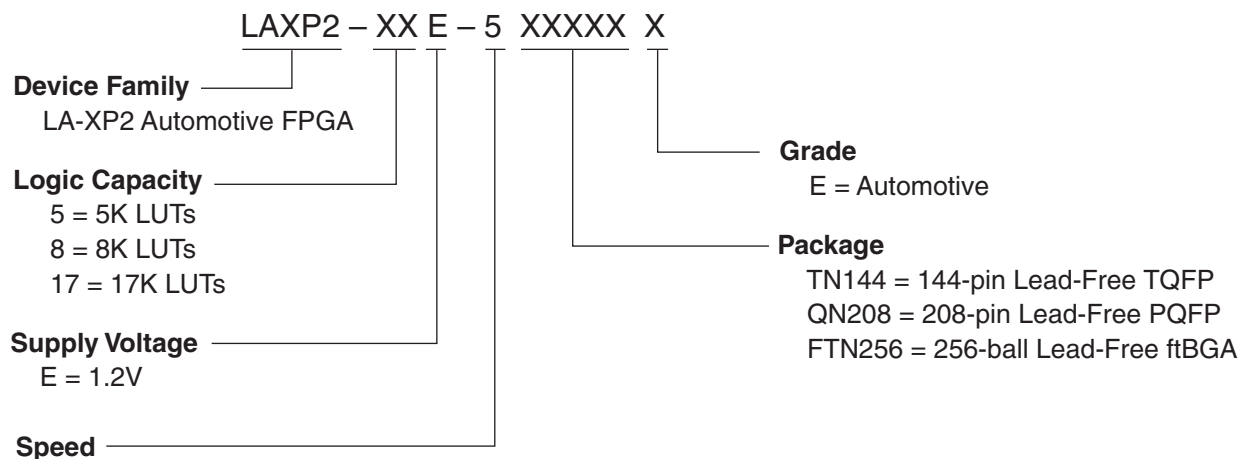 LAXP2 – XX E – 5 XXXXX X
Device Family
LA-XP2 Automotive FPGA
Logic Capacity
5 = 5K LUTs
8 = 8K LUTs
17 = 17K LUTs
Supply Voltage
E = 1.2V
Speed
Grade
E = Automotive
Package
TN144 = 144-pin Lead-Free TQFP
QN208 = 208-pin Lead-Free PQFP
FTN256 = 256-ball Lead-Free ftBGA